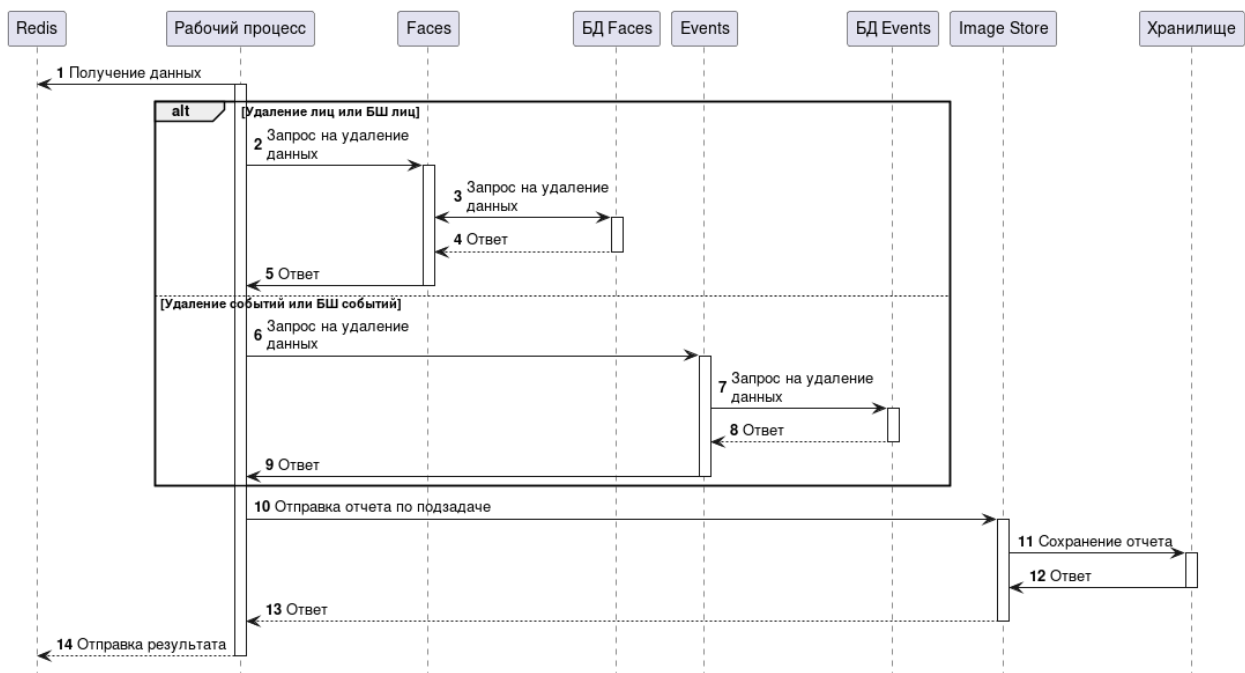 Redis
Рабочий процесс
Faces
БД Faces
Events
БД Events
Image Store
Хранилище
1 Получение данных
alt
[Удаление лиц или БШ лиц]
2 Запрос на удаление
данных
3 Запрос на удаление
данных
4 Ответ
5 Ответ
[Удаление событий или БШ событий]
6 Запрос на удаление
данных
7 Запрос на удаление
данных
8 Ответ
9 Ответ
10 Отправка отчета по подзадаче
11 Сохранение отчета
12 Ответ
13 Ответ
14 Отправка результата